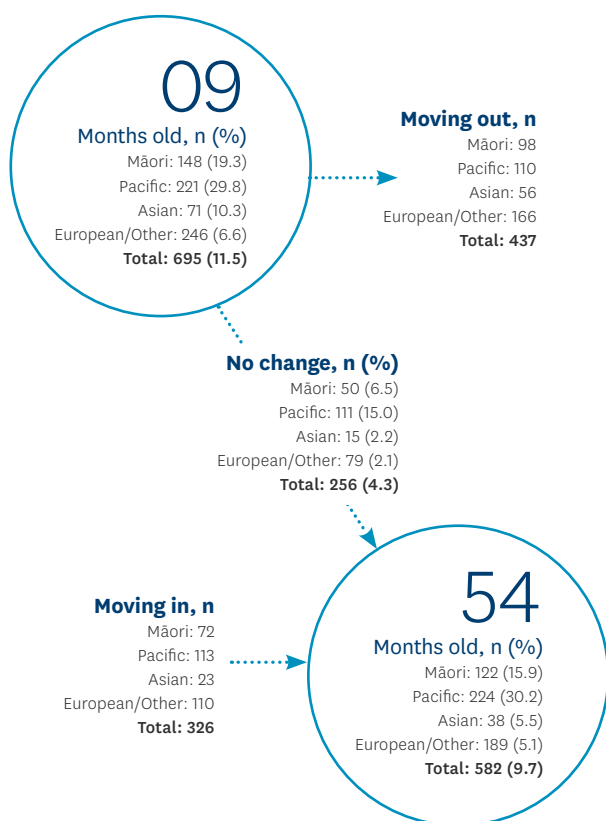 09
Months old, n (%)
Māori: 148 (19.3)
Pacific: 221 (29.8)
Asian: 71 (10.3)
European/Other: 246 (6.6)
Total: 695 (11.5)
Moving out, n
Māori: 98
Pacific: 110
Asian: 56
European/Other: 166
Total: 437
No change, n (%)
Māori: 50 (6.5)
Pacific: 111 (15.0)
Asian: 15 (2.2)
European/Other: 79 (2.1)
Total: 256 (4.3)
Moving in, n
Māori: 72
Pacific: 113
Asian: 23
European/Other: 110
Total: 326
54
Months old, n (%)
Māori: 122 (15.9)
Pacific: 224 (30.2)
Asian: 38 (5.5)
European/Other: 189 (5.1)
Total: 582 (9.7)